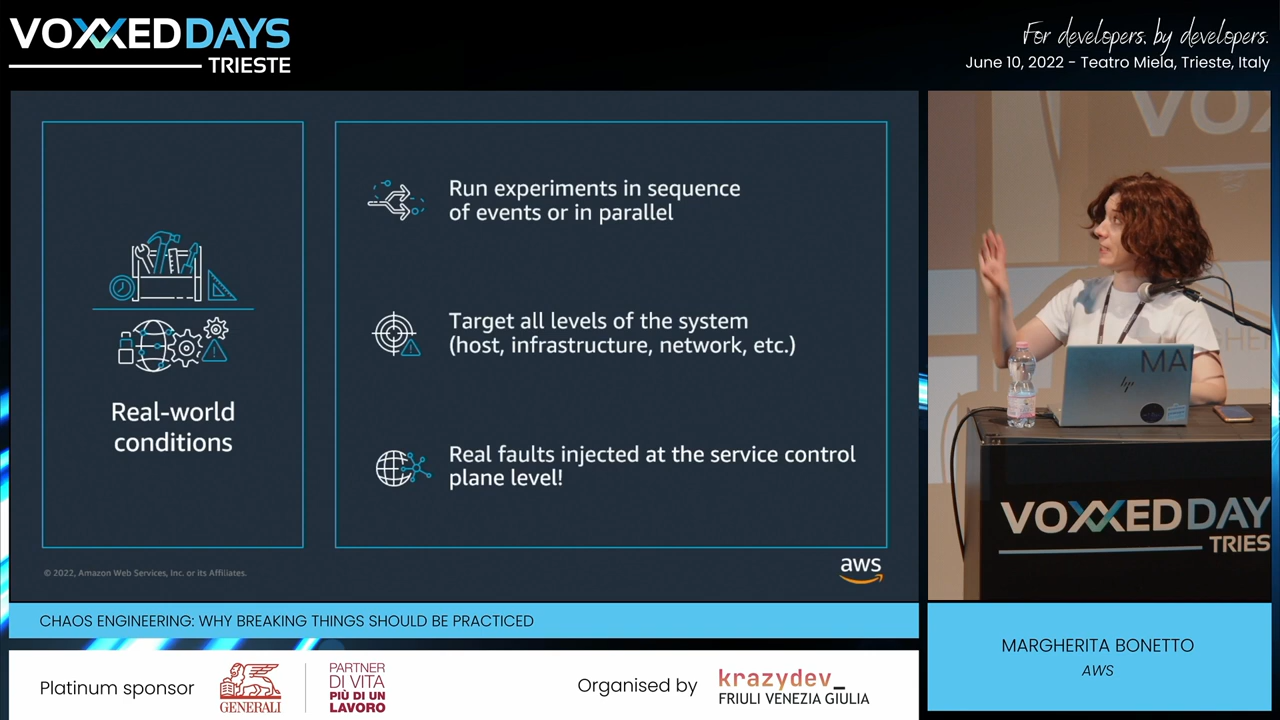 VOXXEDDAYS
TRIESTE
For developers, by developers.
June 10, 2022 - Teatro Miela, Trieste, Italy
Real-world
conditions
Run experiments in sequence
of events or in parallel
Target all levels of the system
(host, infrastructure, network, etc.)
Real faults injected at the service control
plane level!
© 2022, Amazon Web Services, Inc. or its Affiliates.
aws
VOX
MA
hp
VOXXEDDAY
TRIES
CHAOS ENGINEERING: WHY BREAKING THINGS SHOULD BE PRACTICED
MARGHERITA BONETTO
AWS
Platinum sponsor
GENERALI
PARTNER
DI VITA
PIÙ DI UN
LAVORO
Organised by
krazydev_
FRIULI VENEZIA GIULIA